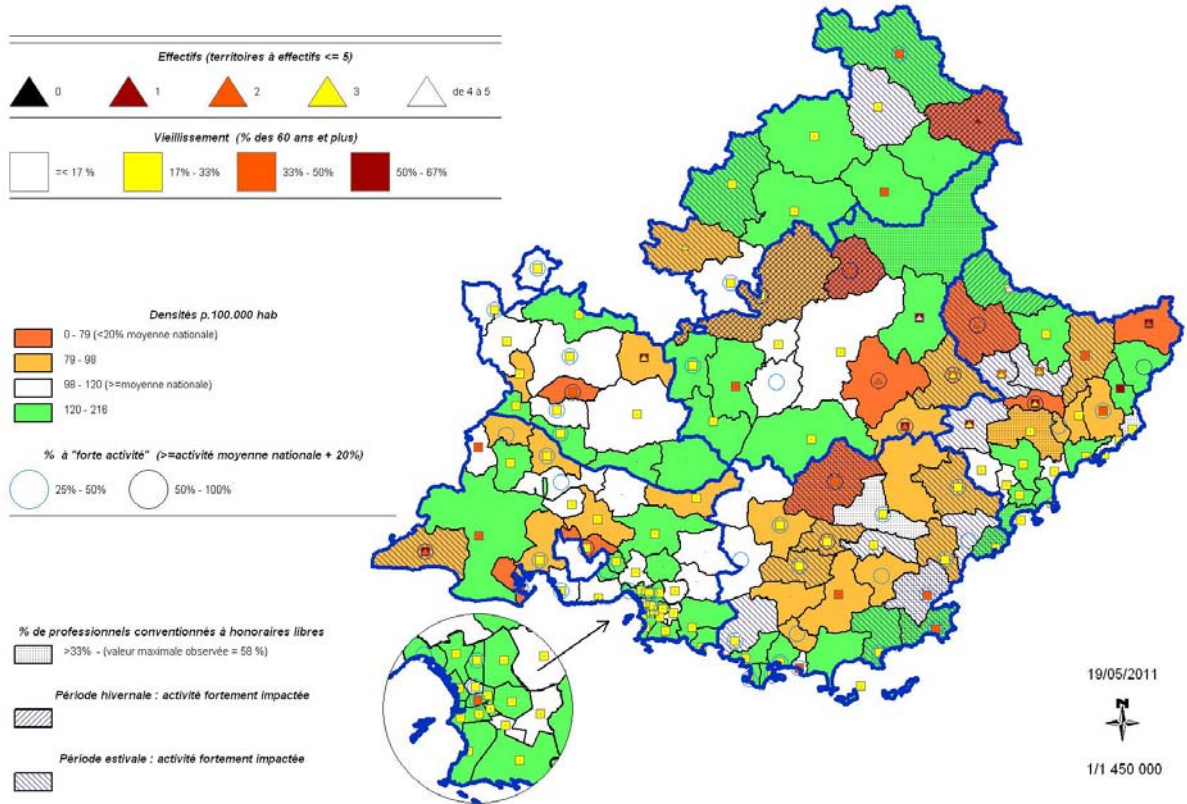 Effectifs (territoires à effectifs <= 5)
0 1 2 3 de 4 à 5
Vieillissement (% des 60 ans et plus)
=< 17 % 17% - 33% 33% - 50% 50% - 67%
Densités p.100.000 hab
0 - 79 (<20% moyenne nationale)
79 - 98
98 - 120 (>=moyenne nationale)
120 - 216
% à "forte activité" (>=activité moyenne nationale + 20%)
25% - 50% 50% - 100%
% de professionnels conventionnés à honoraires libres
>33% - (valeur maximale observée = 58 %)
Période hivernale : activité fortement impactée
Période estivale : activité fortement impactée
19/05/2011
N
1/1 450 000